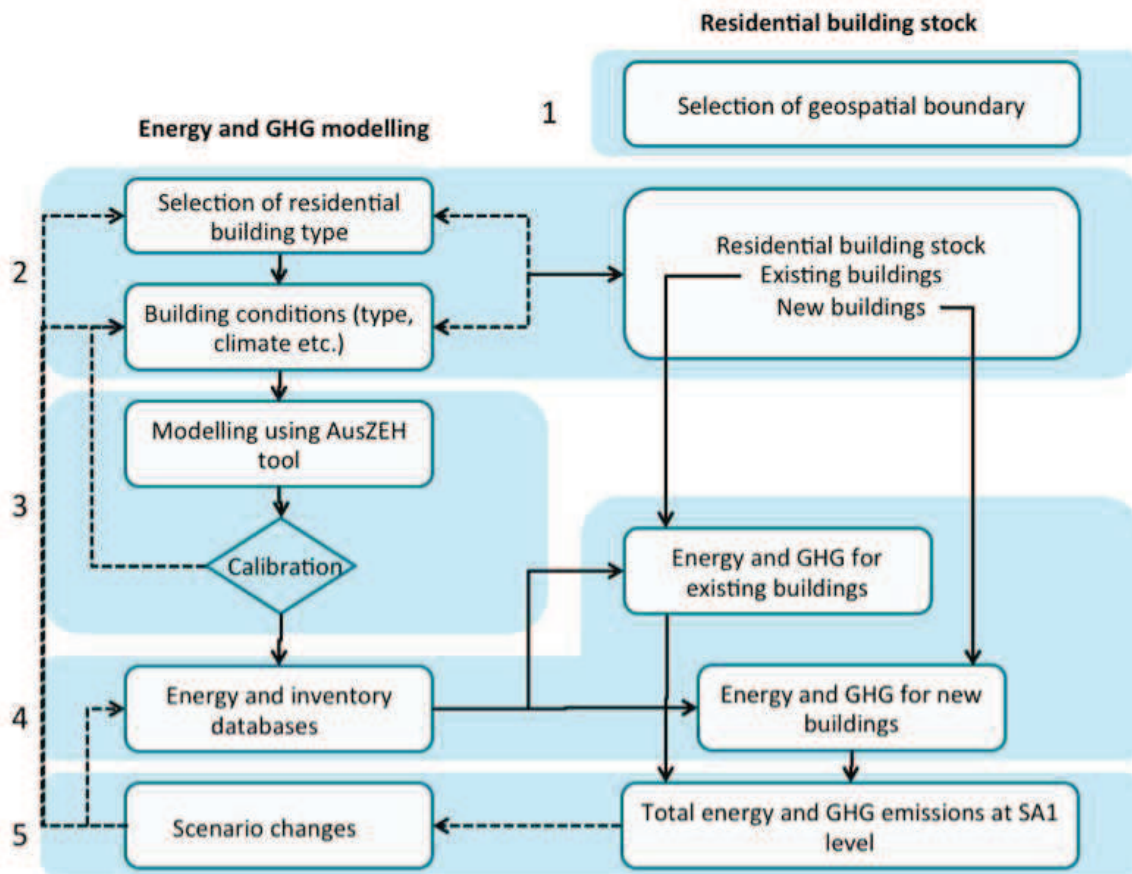 Residential building stock
1
Selection of geospatial boundary
Energy and GHG modelling
2
Selection of residential
building type
Building conditions (type,
climate etc.)
Residential building stock
Existing buildings
New buildings
3
Modelling using AusZEH
tool
Calibration
Energy and GHG for
existing buildings
4
Energy and inventory
databases
Energy and GHG for new
buildings
5
Scenario changes
Total energy and GHG emissions at SA1
level